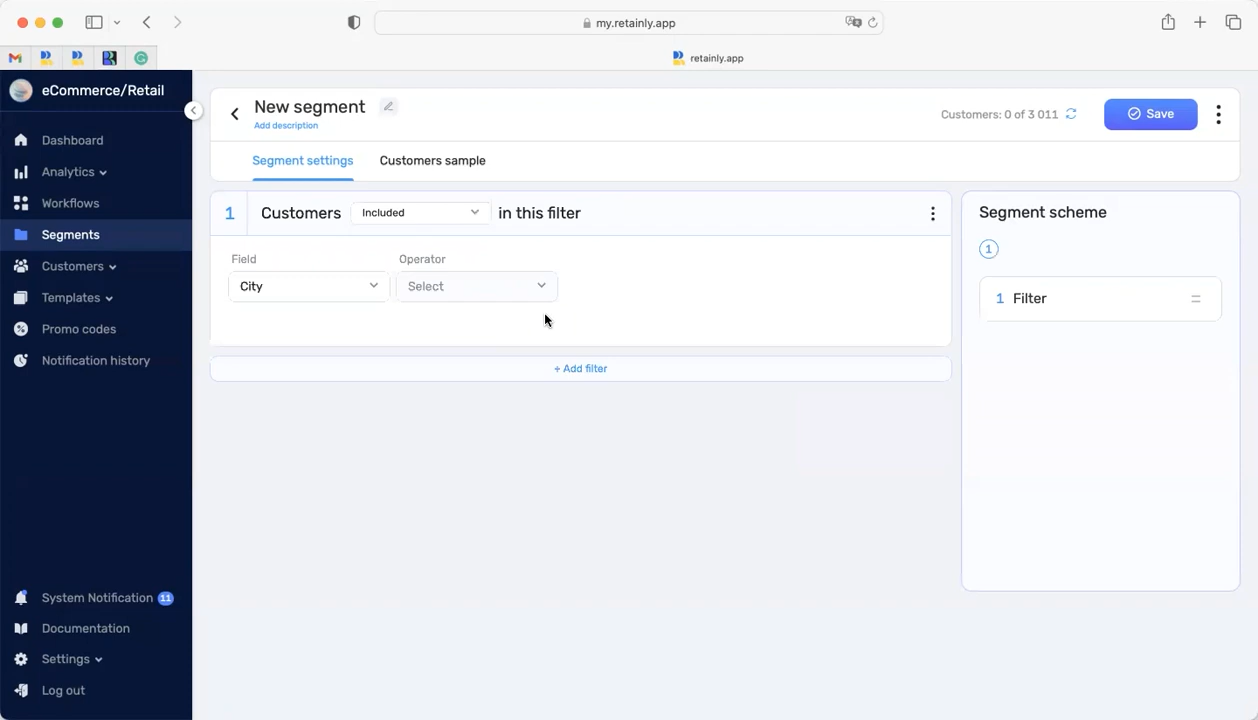 my.retainly.app
retainly.app
eCommerce/Retail
Dashboard
Analytics
Workflows
Segments
Customers
Templates
Promo codes
Notification history
System Notification 11
Documentation
Settings
Log out
New segment
Add description
Customers: 0 of 3 011
Save
Segment settings
Customers sample
1 Customers Included in this filter
Field
Operator
City
Select
+ Add filter
Segment scheme
1
1 Filter